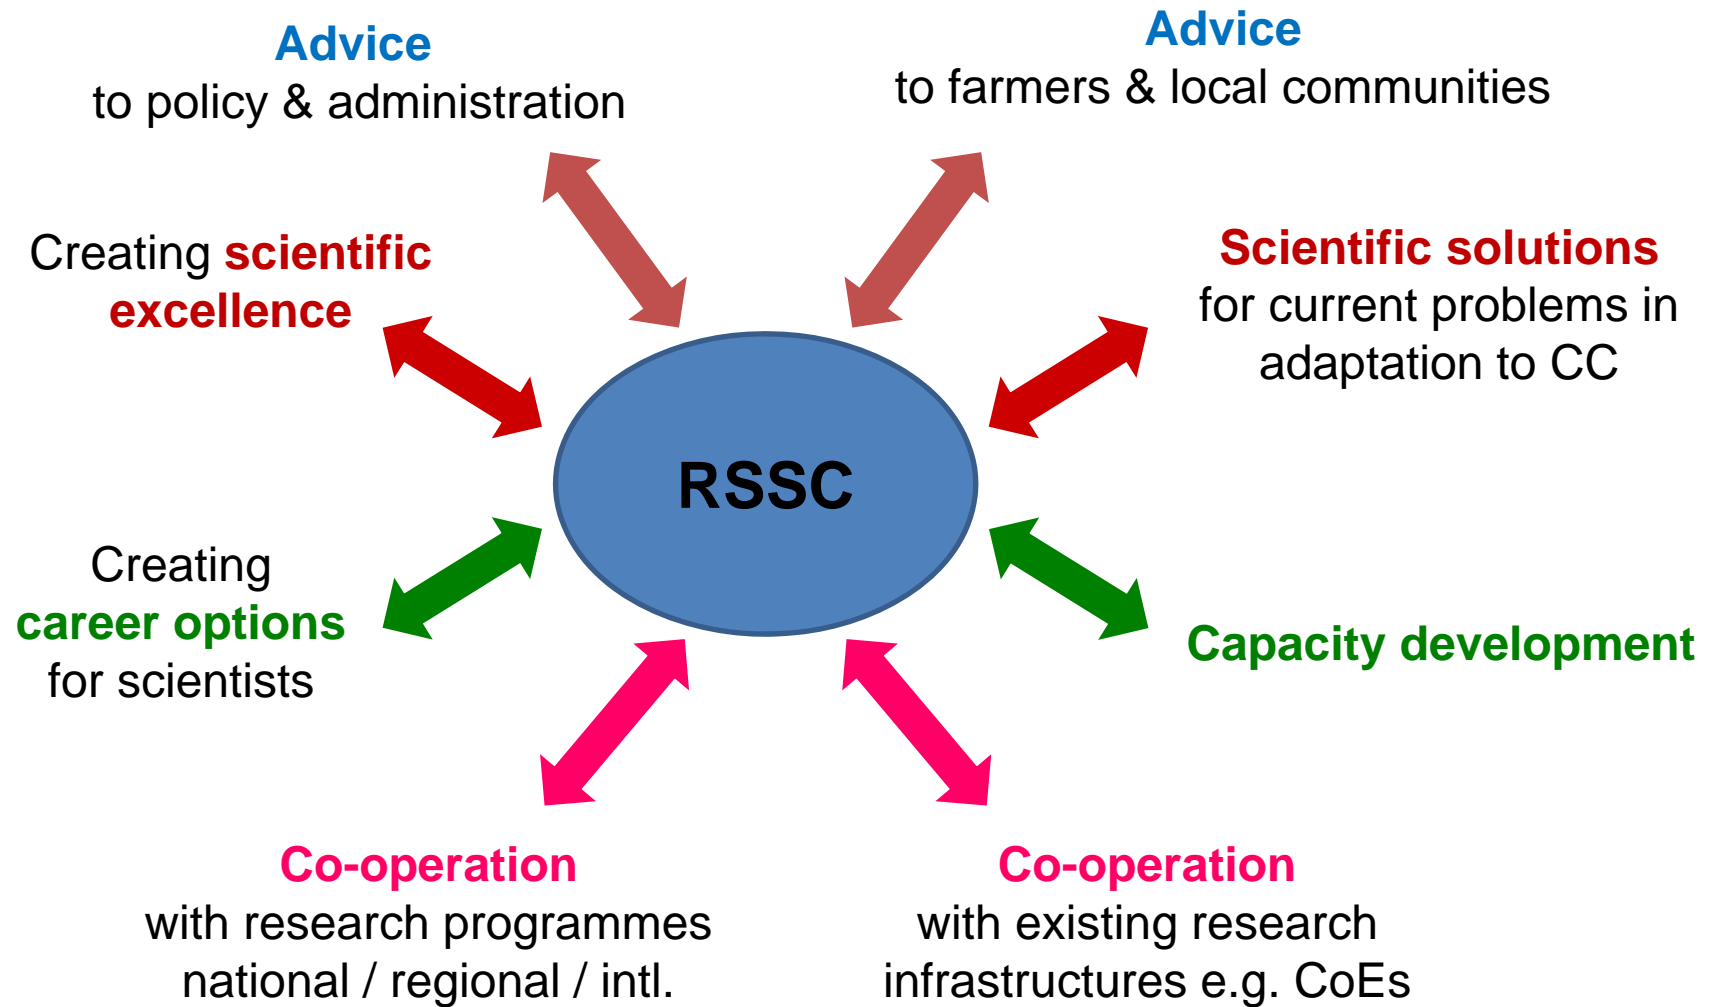 Advice
to policy & administration
Advice
to farmers & local communities
Creating scientific
excellence
Scientific solutions
for current problems in
adaptation to CC
RSSC
Creating
career options
for scientists
Capacity development
Co-operation
with research programmes
national / regional / intl.
Co-operation
with existing research
infrastructures e.g. CoEs